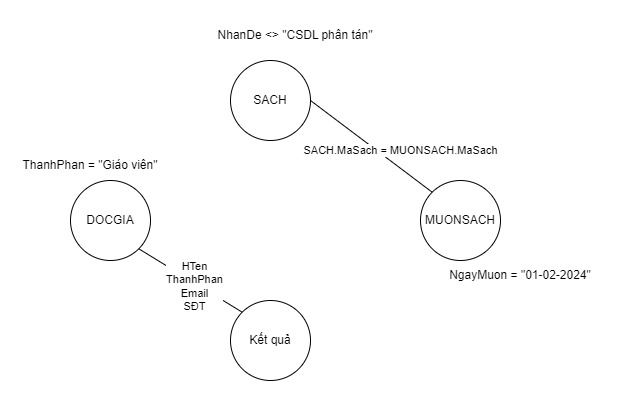 NhanDe <> "CSDL phân tán"
SACH
SACH.MaSach = MUONSACH.MaSach
ThanhPhan = "Giáo viên"
DOCGIA
MUONSACH
HTen
ThanhPhan
Email
SĐT
NgayMuon = "01-02-2024"
Kết quả